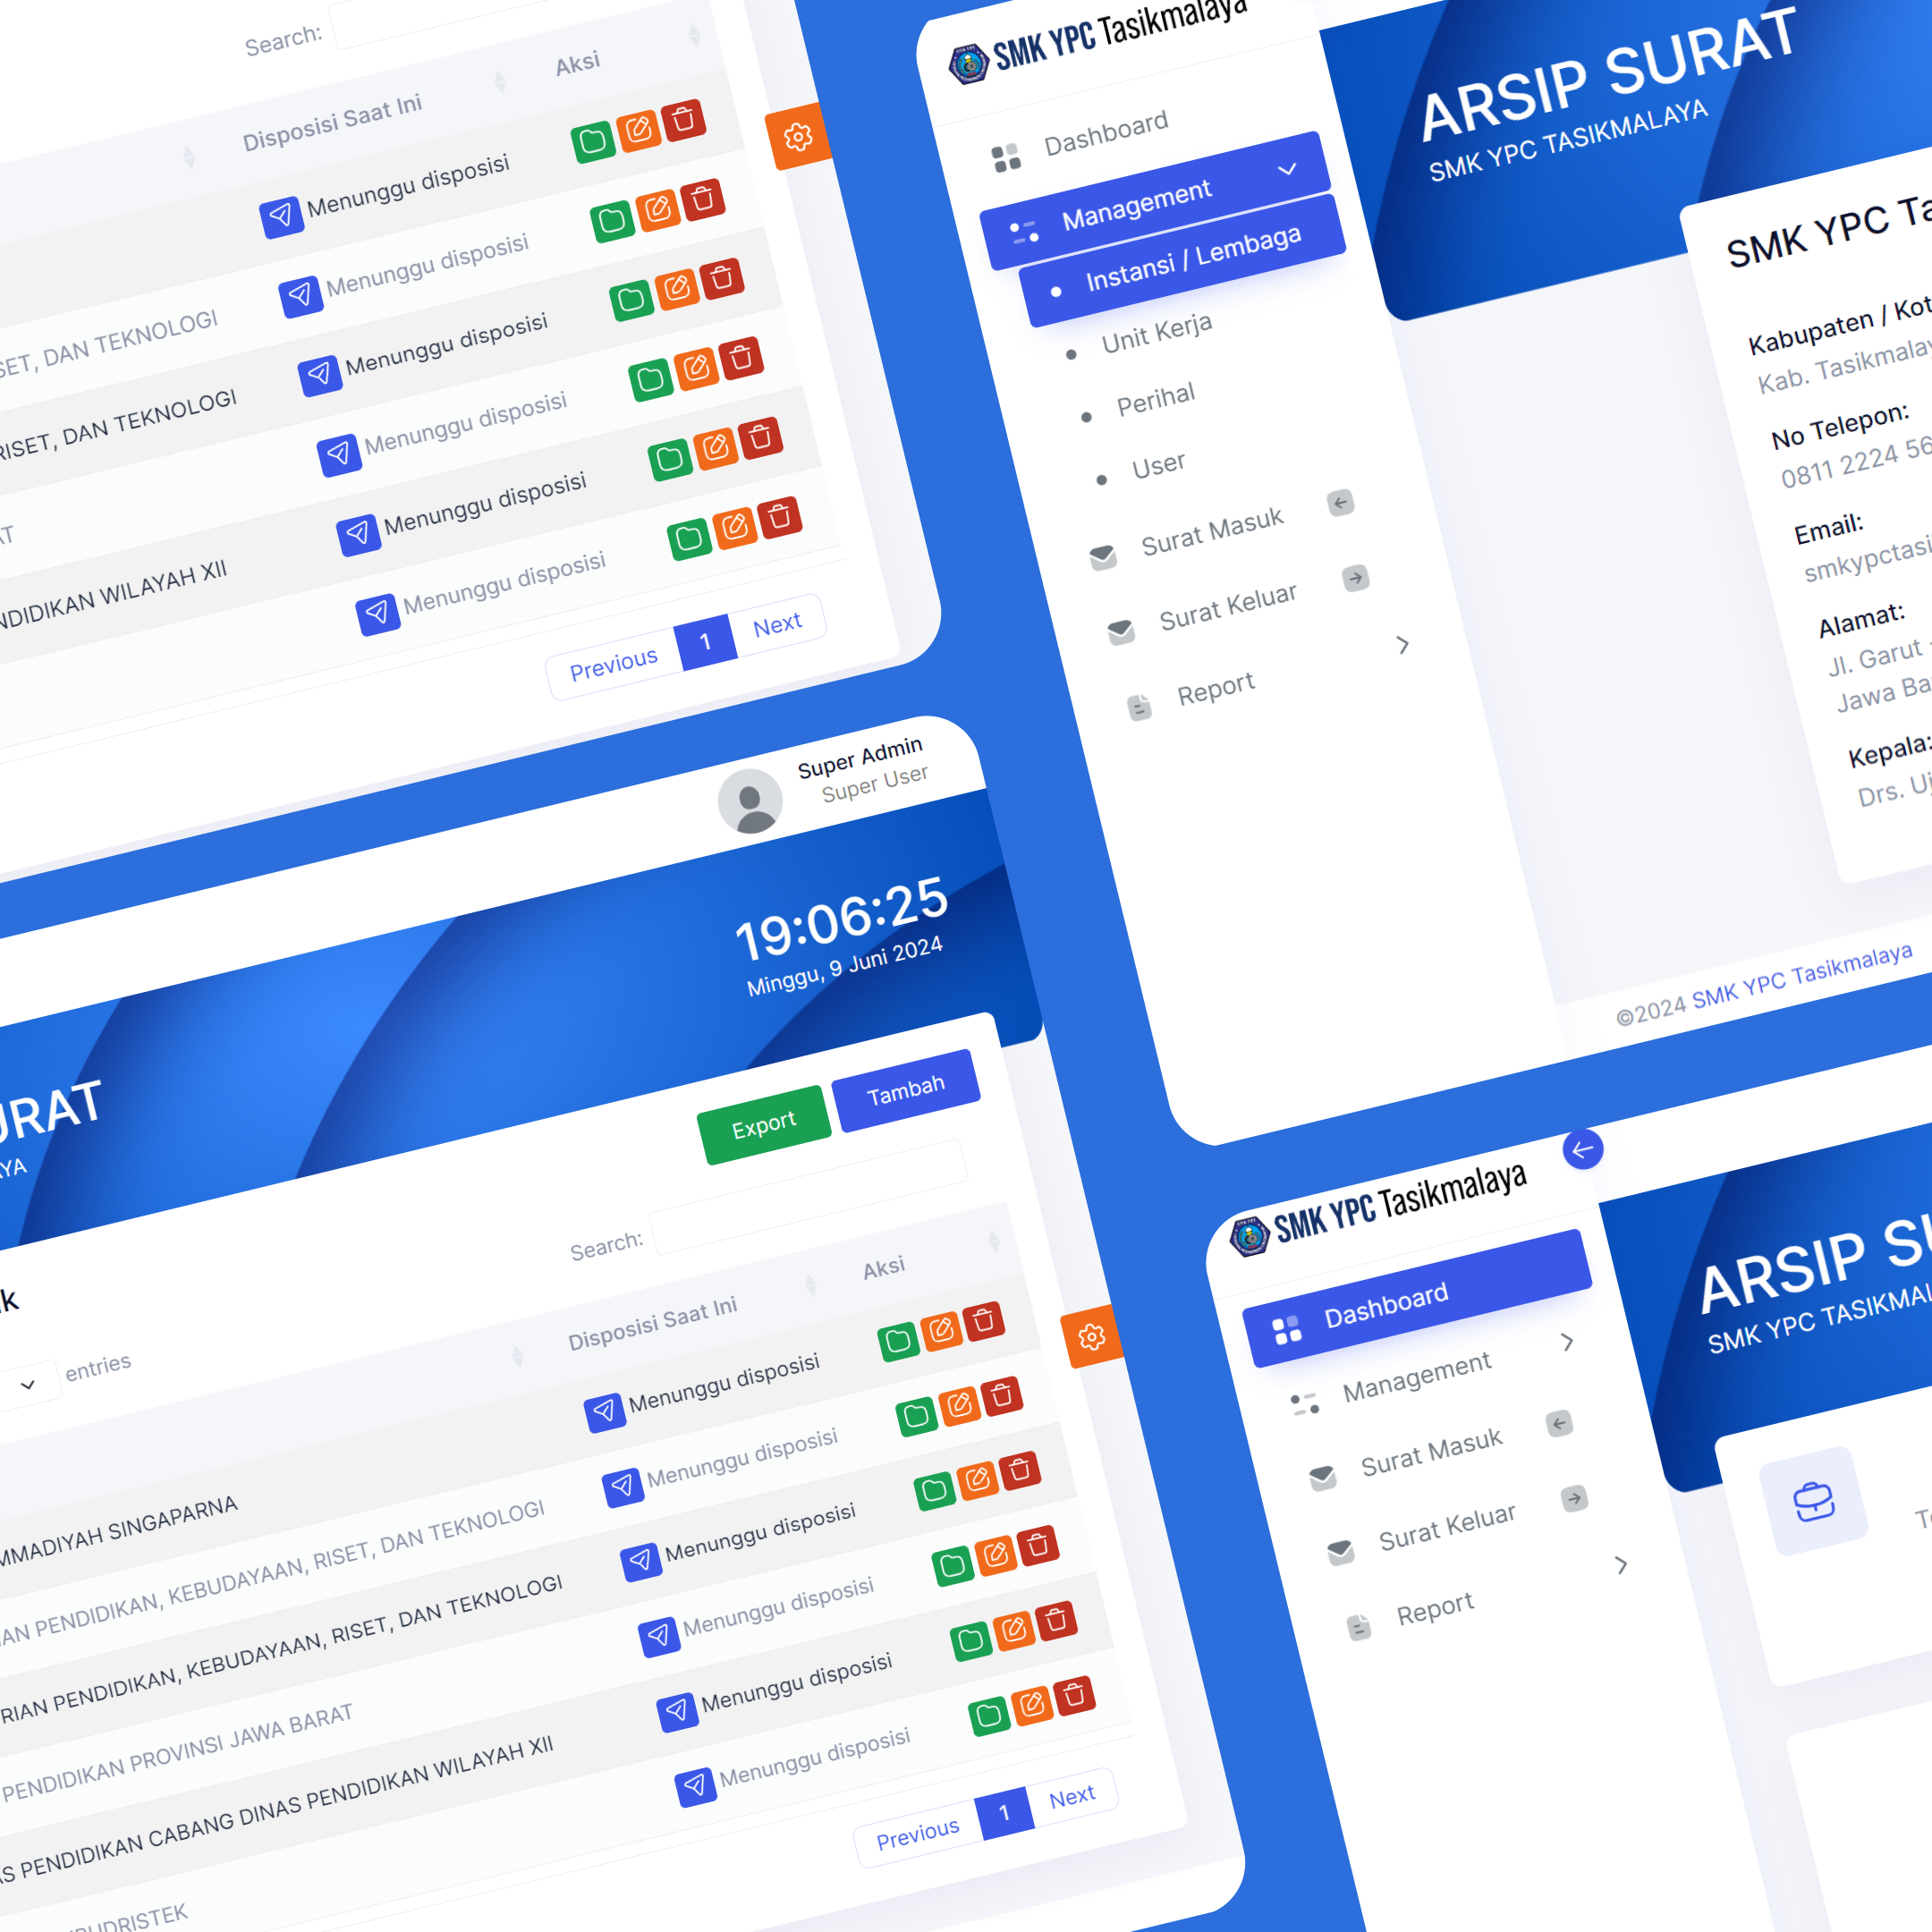 Search:
Disposisi Saat Ini
Aksi
Menunggu disposisi
SET, DAN TEKNOLOGI
Menunggu disposisi
RISET, DAN TEKNOLOGI
Menunggu disposisi
AT
Menunggu disposisi
NDIDIKAN WILAYAH XII
Menunggu disposisi
Menunggu disposisi
Previous
1
Next
SMK YPC Tasikmalaya
Dashboard
Management
Instansi / Lembaga
Unit Kerja
Perihal
User
Surat Masuk
Surat Keluar
Report
ARSIP SURAT
SMK YPC TASIKMALAYA
SMK YPC Ta
Kabupaten / Kot
Kab. Tasikmalay
No Telepon:
0811 2224 56
Email:
smkypctasi
Alamat:
Jl. Garut
Jawa Ba
Kepala:
Drs. Uj
©2024 SMK YPC Tasikmalaya
Super Admin
Super User
19:06:25
Minggu, 9 Juni 2024
URAT
AYA
Export
Tambah
Search:
k
entries
Disposisi Saat Ini
Aksi
MMADIYAH SINGAPARNA
Menunggu disposisi
AN PENDIDIKAN, KEBUDAYAAN, RISET, DAN TEKNOLOGI
Menunggu disposisi
RIAN PENDIDIKAN, KEBUDAYAAN, RISET, DAN TEKNOLOGI
Menunggu disposisi
PENDIDIKAN PROVINSI JAWA BARAT
Menunggu disposisi
AS PENDIDIKAN CABANG DINAS PENDIDIKAN WILAYAH XII
Menunggu disposisi
BUDRISTEK
Menunggu disposisi
Previous
1
Next
SMK YPC Tasikmalaya
Dashboard
Management
Surat Masuk
Surat Keluar
Report
ARSIP SU
SMK YPC TASIKMAL